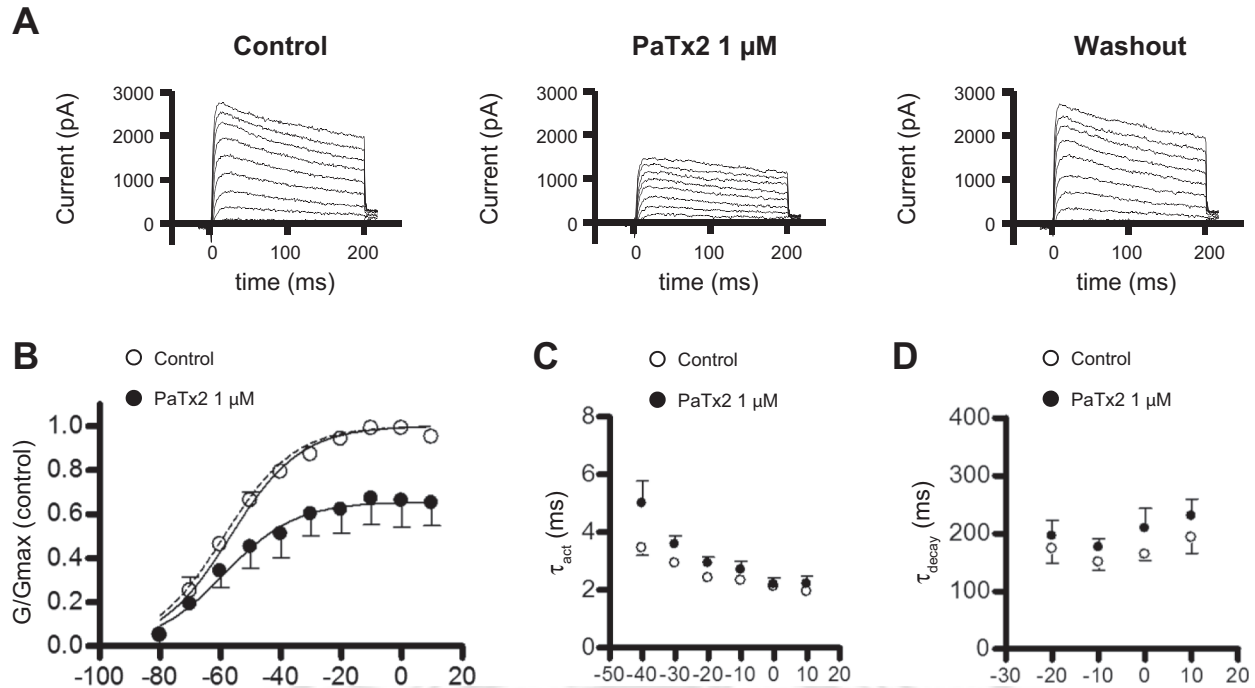 A
Control
PaTx2 1 µM
Washout
Current (pA)
3000
2000
1000
0
0
100
200
time (ms)
Current (pA)
3000
2000
1000
0
0
100
200
time (ms)
Current (pA)
3000
2000
1000
0
0
100
200
time (ms)
B
Control
PaTx2 1 µM
G/Gmax (control)
1.0
0.8
0.6
0.4
0.2
0.0
-100 -80 -60 -40 -20 0 20
C
Control
PaTx2 1 µM
τact (ms)
8
6
4
2
0
-50 -40 -30 -20 -10 0 10 20
D
Control
PaTx2 1 µM
τdecay (ms)
400
300
200
100
0
-30 -20 -10 0 10 20